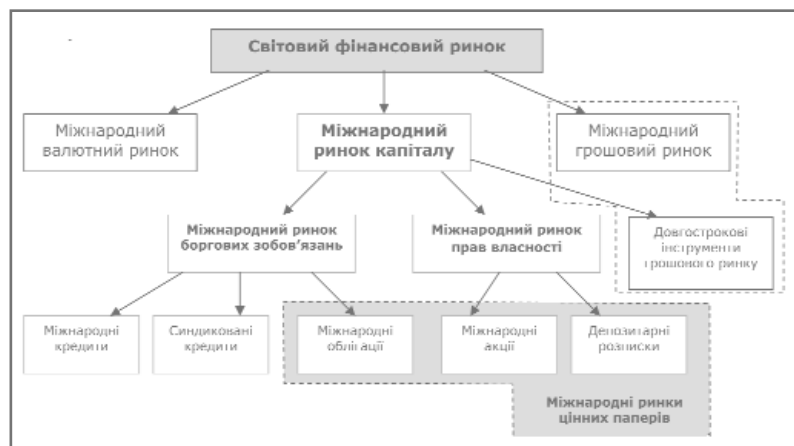 Світовий фінансовий ринок
Міжнародний
валютний ринок
Міжнародний
ринок капіталу
Міжнародний
грошовий ринок
Міжнародний ринок
боргових зобов'язань
Міжнародний ринок
прав власності
Довгострокові
інструменти
грошового ринку
Міжнародні
кредити
Синдиковані
кредити
Міжнародні
облігації
Міжнародні
акції
Депозитарні
розписки
Міжнародні ринки
цінних паперів